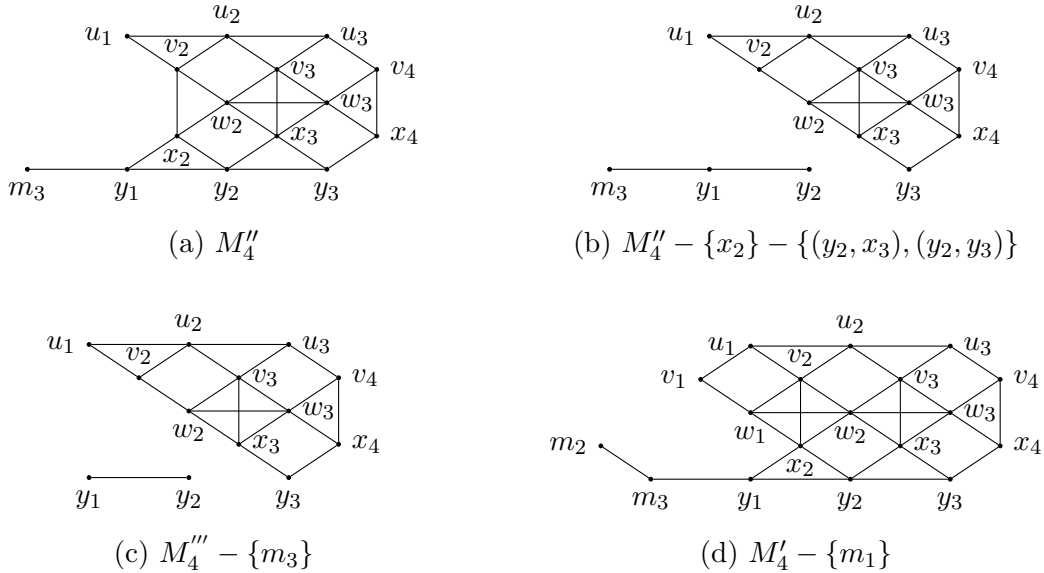 u₂ u₂
u₁ v₂ u₃ u₁ v₂ u₃
v₃ v₄ v₃ v₄
w₂ w₃ w₂ w₃
x₂ x₃ x₄ x₃ x₄
m₃ y₁ y₂ y₃ m₃ y₁ y₂ y₃
(a) M₄″ (b) M₄″ − {x₂} − {(y₂, x₃), (y₂, y₃)}
u₂ u₂
u₁ v₂ u₃ u₁ v₂ u₃
v₃ v₄ v₁ v₃ v₄
w₂ w₃ w₁ w₂ w₃
x₃ x₄ m₂ x₂ x₃ x₄
y₁ y₂ y₃ m₃ y₁ y₂ y₃
(c) M₄‴ − {m₃} (d) M₄′ − {m₁}